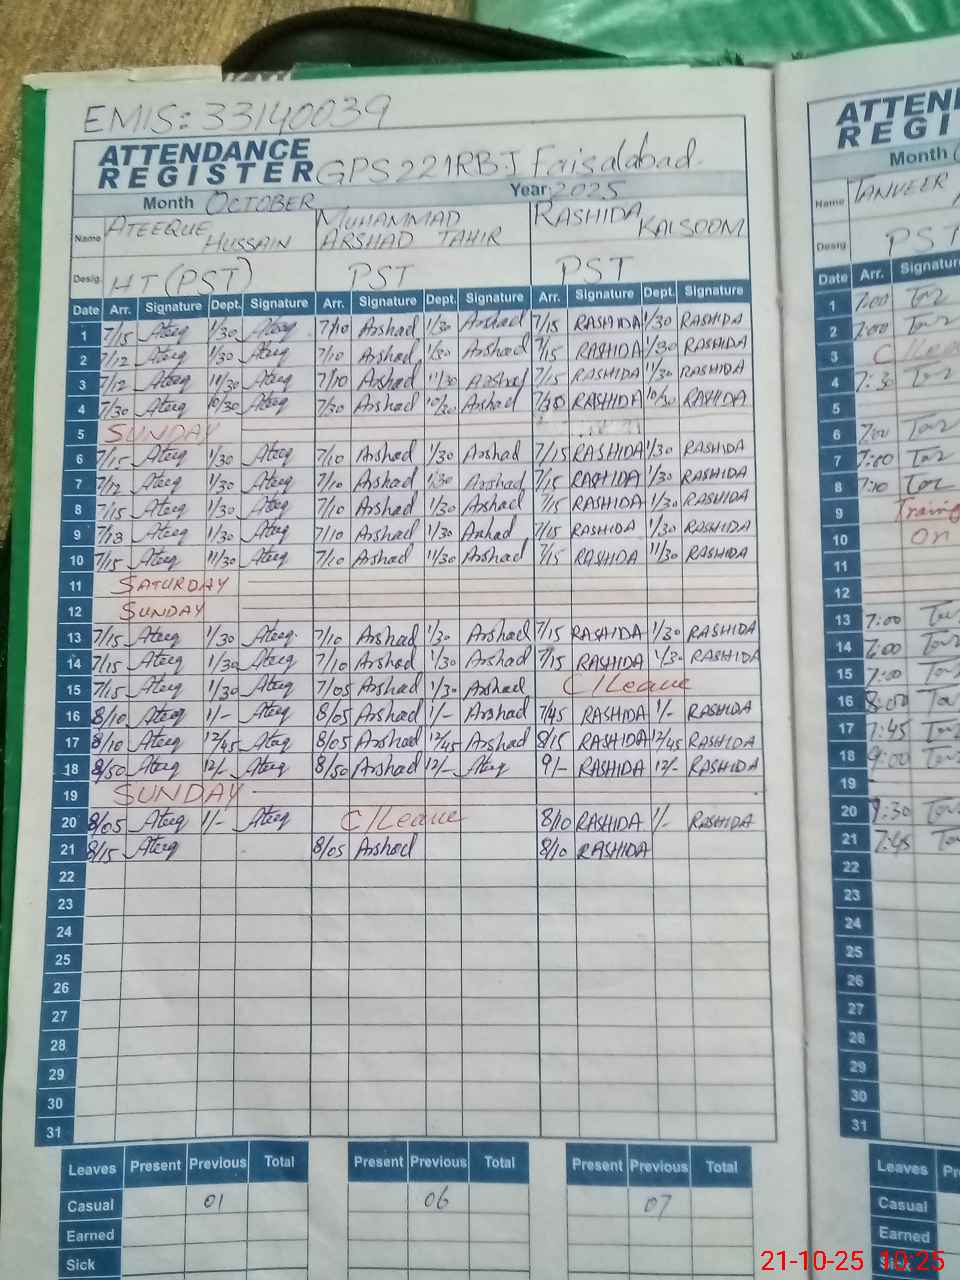 EMIS: 33140039
ATTENDANCE
REGISTER GPS 221RBJ Faisalabad.
Month OCTOBER Year 2025
Name ATEEQUE HUSSAIN MUHAMMAD ARSHAD TAHIR RASHIDA KALSOOM
Desig. HT (PST) PST PST
Date Arr. Signature Dept. Signature Arr. Signature Dept. Signature Arr. Signature Dept. Signature
1 7/15 Ateeq 1/30 Ateeq 7/10 Arshad 1/30 Arshad 7/15 RASHIDA 1/30 RASHIDA
2 7/12 Ateeq 1/30 Ateeq 7/10 Arshad 1/30 Arshad 7/15 RASHIDA 1/30 RASHIDA
3 7/12 Ateeq 11/30 Ateeq 7/10 Arshad 11/30 Arshad 7/15 RASHIDA 11/30 RASHIDA
4 7/30 Ateeq 10/30 Ateeq 7/30 Arshad 10/30 Arshad 7/30 RASHIDA 10/30 RASHIDA
5 SUNDAY
6 7/15 Ateeq 1/30 Ateeq 7/10 Arshad 1/30 Arshad 7/15 RASHIDA 1/30 RASHIDA
7 7/12 Ateeq 1/30 Ateeq 7/10 Arshad 1/30 Arshad 7/15 RASHIDA 1/30 RASHIDA
8 7/15 Ateeq 1/30 Ateeq 7/10 Arshad 1/30 Arshad 7/15 RASHIDA 1/30 RASHIDA
9 7/13 Ateeq 1/30 Ateeq 7/10 Arshad 1/30 Arshad 7/15 RASHIDA 1/30 RASHIDA
10 7/15 Ateeq 11/30 Ateeq 7/10 Arshad 11/30 Arshad 7/15 RASHIDA 11/30 RASHIDA
11 SATURDAY
12 SUNDAY
13 7/15 Ateeq 1/30 Ateeq 7/10 Arshad 1/30 Arshad 7/15 RASHIDA 1/30 RASHIDA
14 7/15 Ateeq 1/30 Ateeq 7/10 Arshad 1/30 Arshad 7/15 RASHIDA 1/30 RASHIDA
15 7/15 Ateeq 1/30 Ateeq 7/05 Arshad 1/30 Arshad C/Leave
16 8/10 Ateeq 1/- Ateeq 8/05 Arshad 1/- Arshad 7/45 RASHIDA 1/- RASHIDA
17 8/10 Ateeq 12/45 Ateeq 8/05 Arshad 12/45 Arshad 8/15 RASHIDA 12/45 RASHIDA
18 8/50 Ateeq 12/- Ateeq 8/50 Arshad 12/- Ateeq 9/- RASHIDA 12/- RASHIDA
19 SUNDAY
20 8/05 Ateeq 1/- Ateeq C/Leave 8/10 RASHIDA 1/- RASHIDA
21 8/15 Ateeq 8/05 Arshad 8/10 RASHIDA
22
23
24
25
26
27
28
29
30
31
Leaves Present Previous Total Present Previous Total Present Previous Total
Casual 01 06 07
Earned
Sick
ATTEN
REGI
Month
Name TANVEER
Desig. PST
Date Arr. Signatur
1 7:00 Tar
2 7:00 Tar
3
4 7:30 Tar
5
6 7:00 Tar
7 7:00 Tar
8 7:10 Tar
9 Training
10 On
11
12
13 7:00
14 7:00
15 7:00
16 8:00
17 7:45
18 9:00
19
20 9:30
21 7:45
22
23
24
25
26
27
28
29
30
31
Leaves Pr
Casual
Earned
Sick
21-10-25 10:25